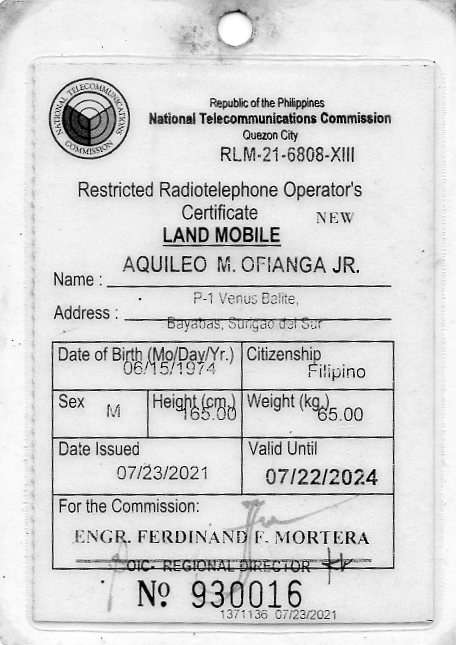 NATIONAL TELECOMMUNICATIONS COMMISSION
Republic of the Philippines
National Telecommunications Commission
Quezon City
RLM-21-6808-XIII
Restricted Radiotelephone Operator's
Certificate NEW
LAND MOBILE
Name : AQUILEO M. OFIANGA JR.
P-1 Venus Balite,
Address :
Bayabas, Surigao del Sur
Date of Birth (Mo/Day/Yr.) Citizenship
06/15/1974 Filipino
Sex Height (cm.) Weight (kg.)
M 165.00 65.00
Date Issued Valid Until
07/23/2021 07/22/2024
For the Commission:
ENGR. FERDINAND F. MORTERA
OIC- REGIONAL DIRECTOR
Nº 930016
1371136 07/23/2021